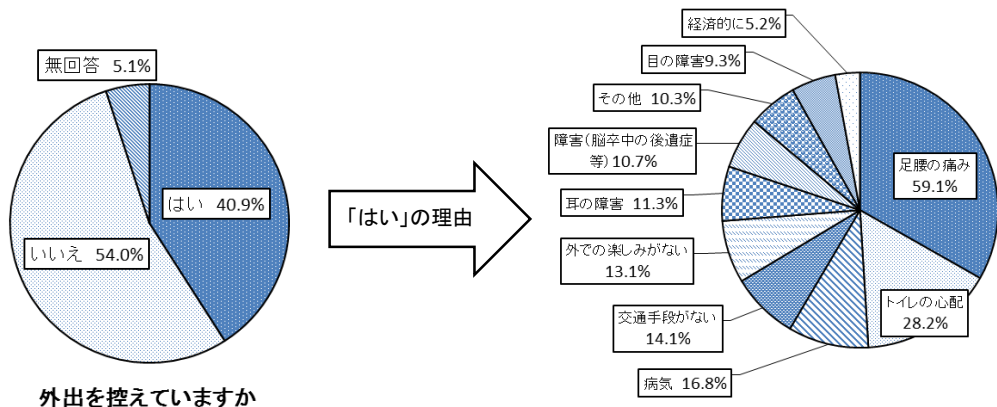 無回答 5.1%
はい 40.9%
いいえ 54.0%
外出を控えていますか
「はい」の理由
経済的に5.2%
目の障害9.3%
その他 10.3%
障害(脳卒中の後遺症
等)10.7%
耳の障害 11.3%
外での楽しみがない
13.1%
交通手段がない
14.1%
病気 16.8%
トイレの心配
28.2%
足腰の痛み
59.1%